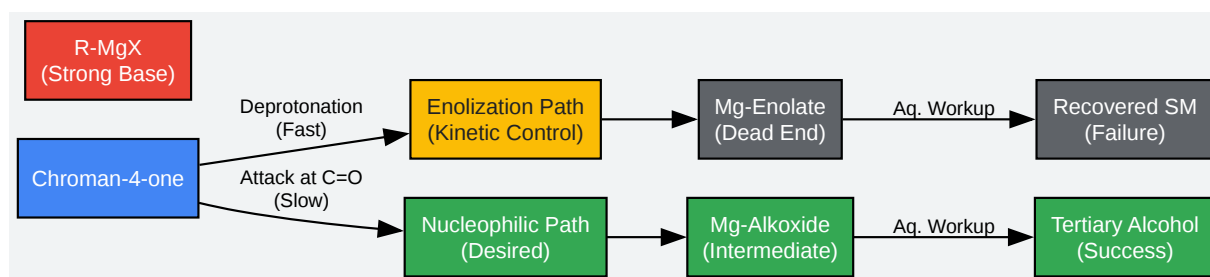 R-MgX
(Strong Base)
Chroman-4-one
Deprotonation
(Fast)
Attack at C=O
(Slow)
Enolization Path
(Kinetic Control)
Mg-Enolate
(Dead End)
Aq. Workup
Recovered SM
(Failure)
Nucleophilic Path
(Desired)
Mg-Alkoxide
(Intermediate)
Aq. Workup
Tertiary Alcohol
(Success)